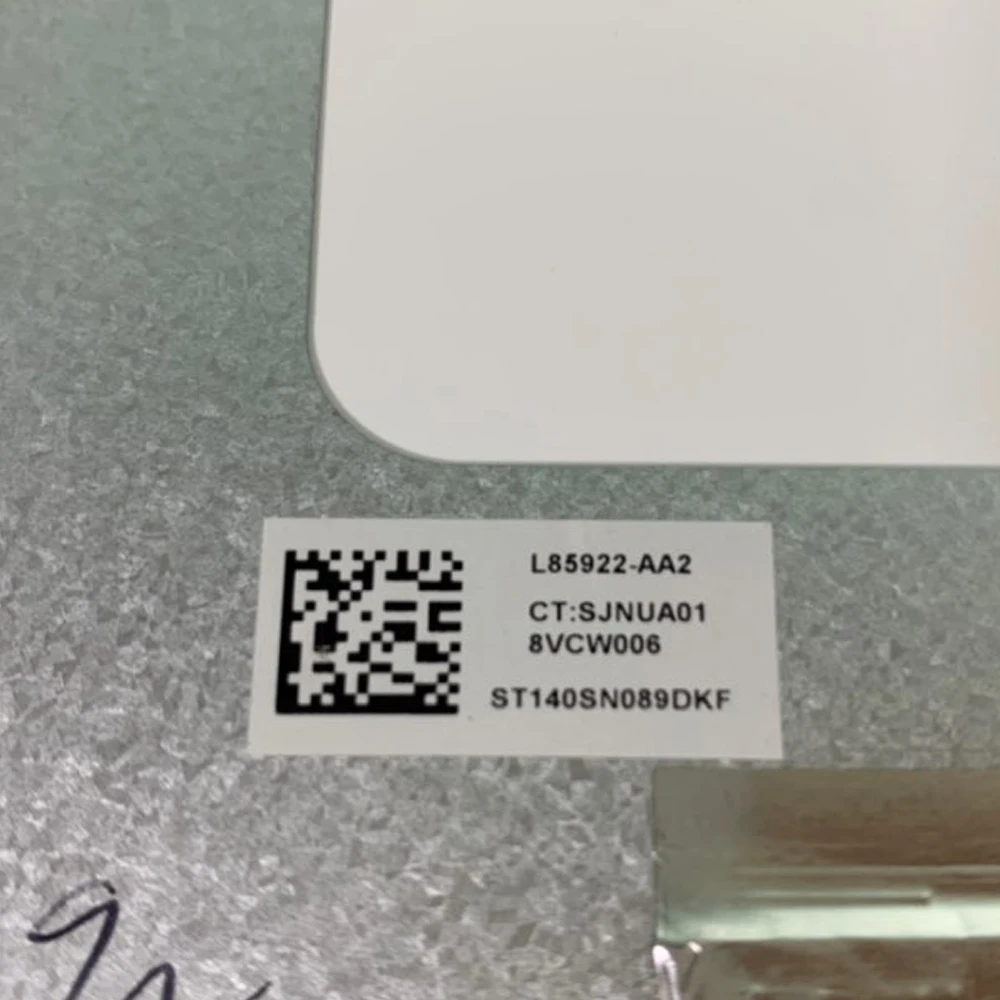 L85922-AA2
CT:SJNUA01
8VCW006
ST140SN089DKF